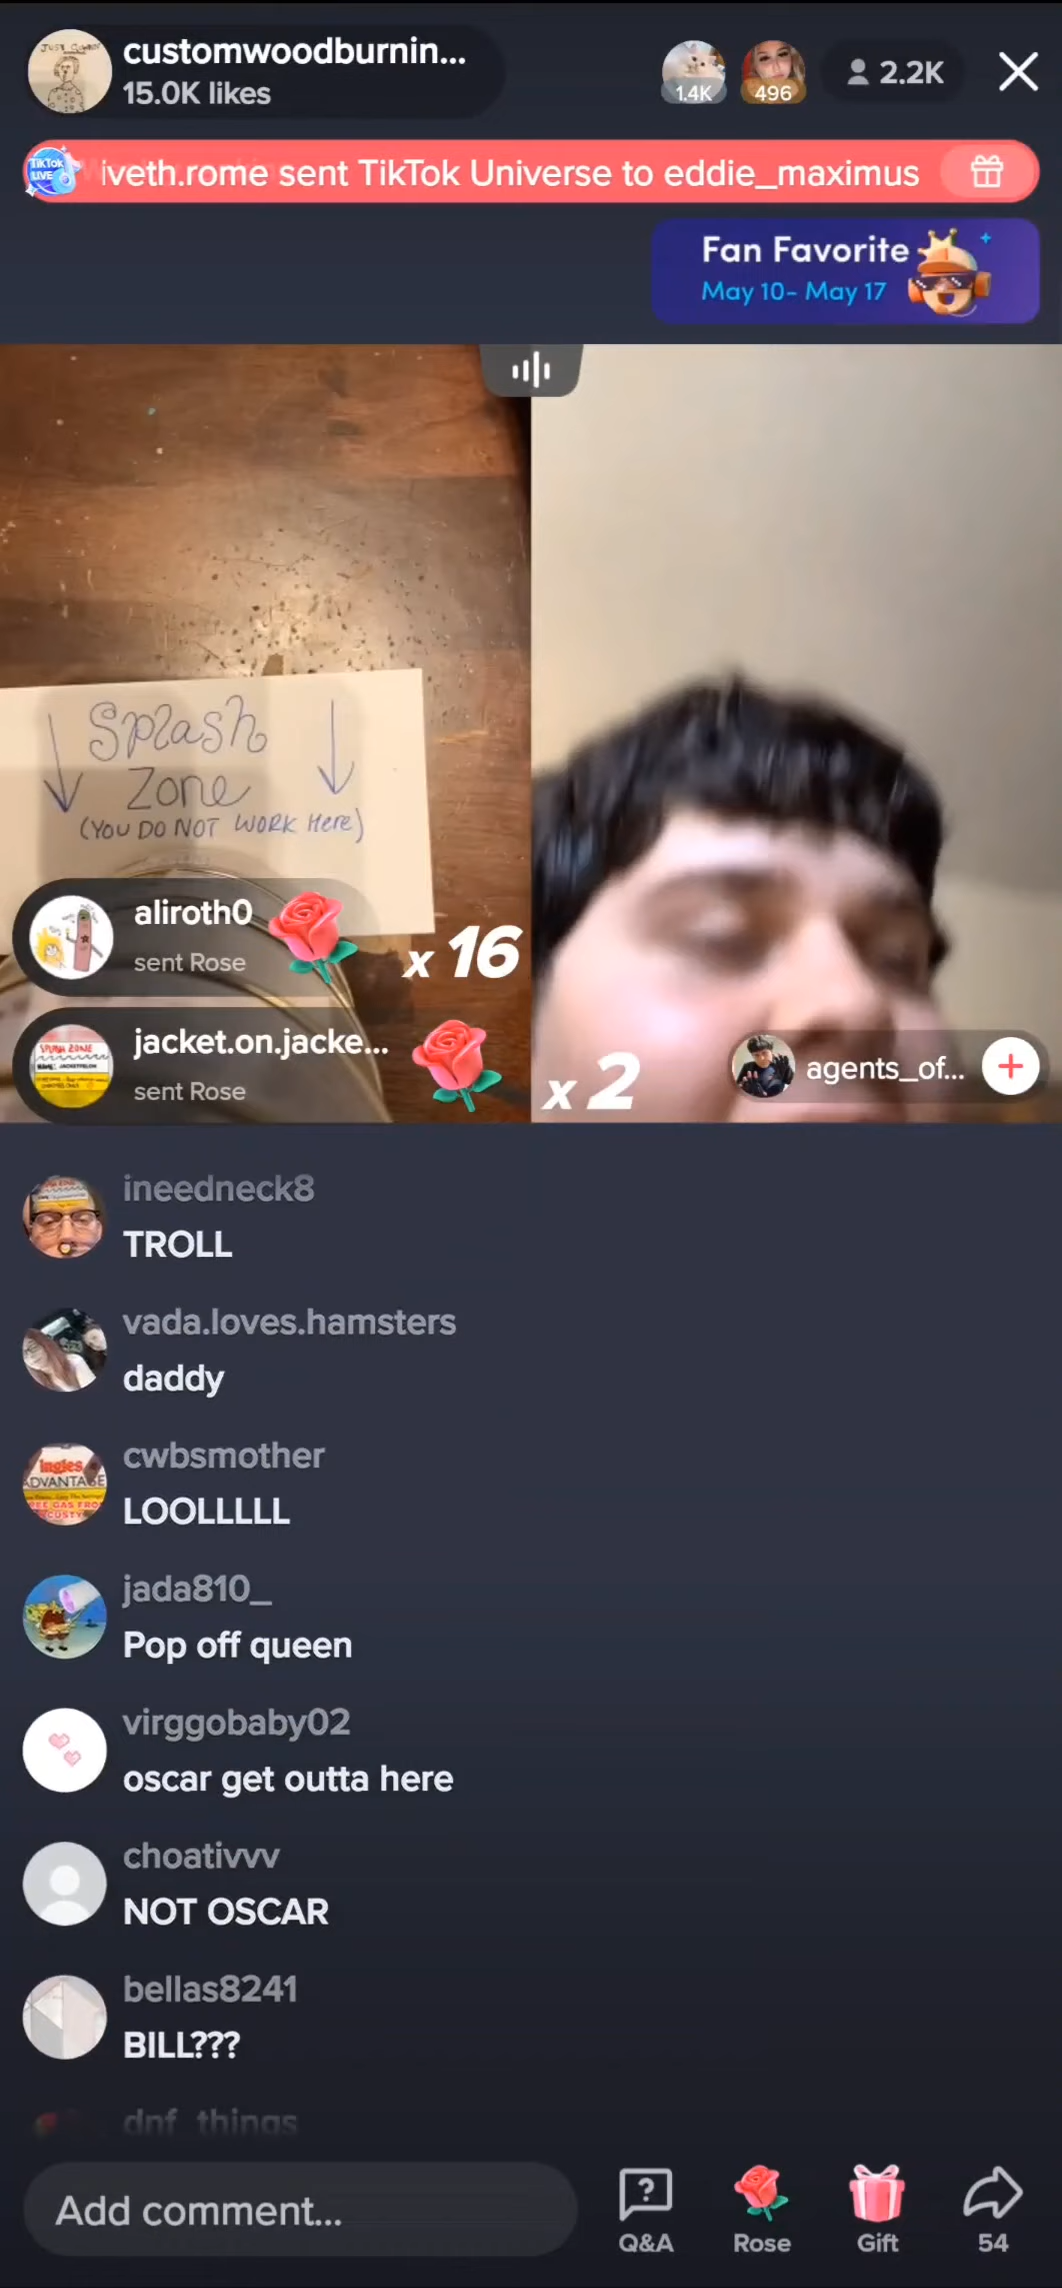 customwoodburnin...
15.0K likes
1.4K
496
2.2K
TikTok
LIVE
iveth.rome sent TikTok Universe to eddie_maximus
Fan Favorite
May 10- May 17
Splash
Zone
(YOU DO NOT WORK Here)
aliroth0
sent Rose
x 16
jacket.on.jacke...
sent Rose
x 2
agents_of...
ineedneck8
TROLL
vada.loves.hamsters
daddy
cwbsmother
LOOLLLLL
jada810_
Pop off queen
virggobaby02
oscar get outta here
choativvv
NOT OSCAR
bellas8241
BILL???
dnf_things
Add comment...
Q&A
Rose
Gift
54